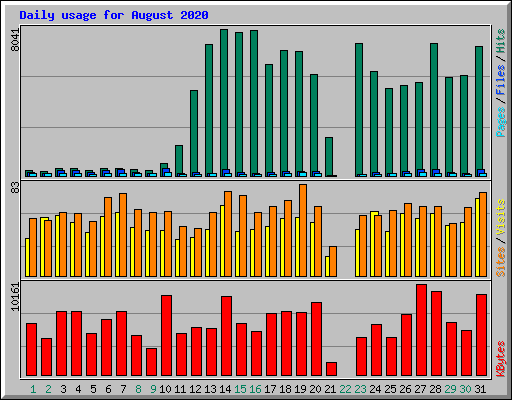 Daily usage for August 2020
8041
Pages / Files / Hits
83
Sites / Visits
10161
KBytes
1 2 3 4 5 6 7 8 9 10 11 12 13 14 15 16 17 18 19 20 21 22 23 24 25 26 27 28 29 30 31